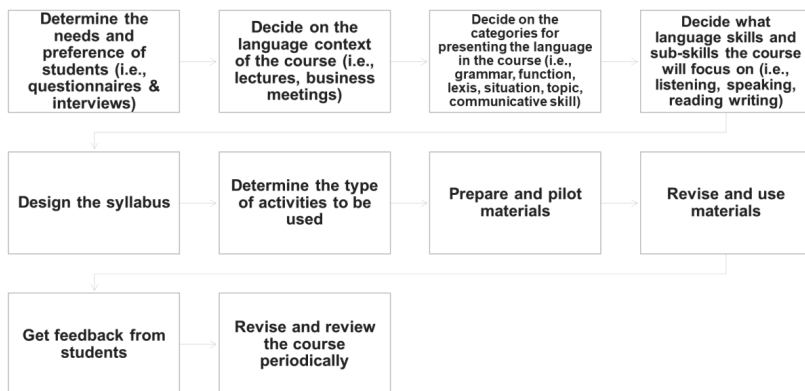 Determine the
needs and
preference of
students (i.e.,
questionnaires &
interviews)
Decide on the
language context
of the course (i.e.,
lectures, business
meetings)
Decide on the
categories for
presenting the language
in the course (i.e.,
grammar, function,
lexis, situation, topic,
communicative skill)
Decide what
language skills and
sub-skills the course
will focus on (i.e.,
listening, speaking,
reading writing)
Design the syllabus
Determine the type
of activities to be
used
Prepare and pilot
materials
Revise and use
materials
Get feedback from
students
Revise and review
the course
periodically